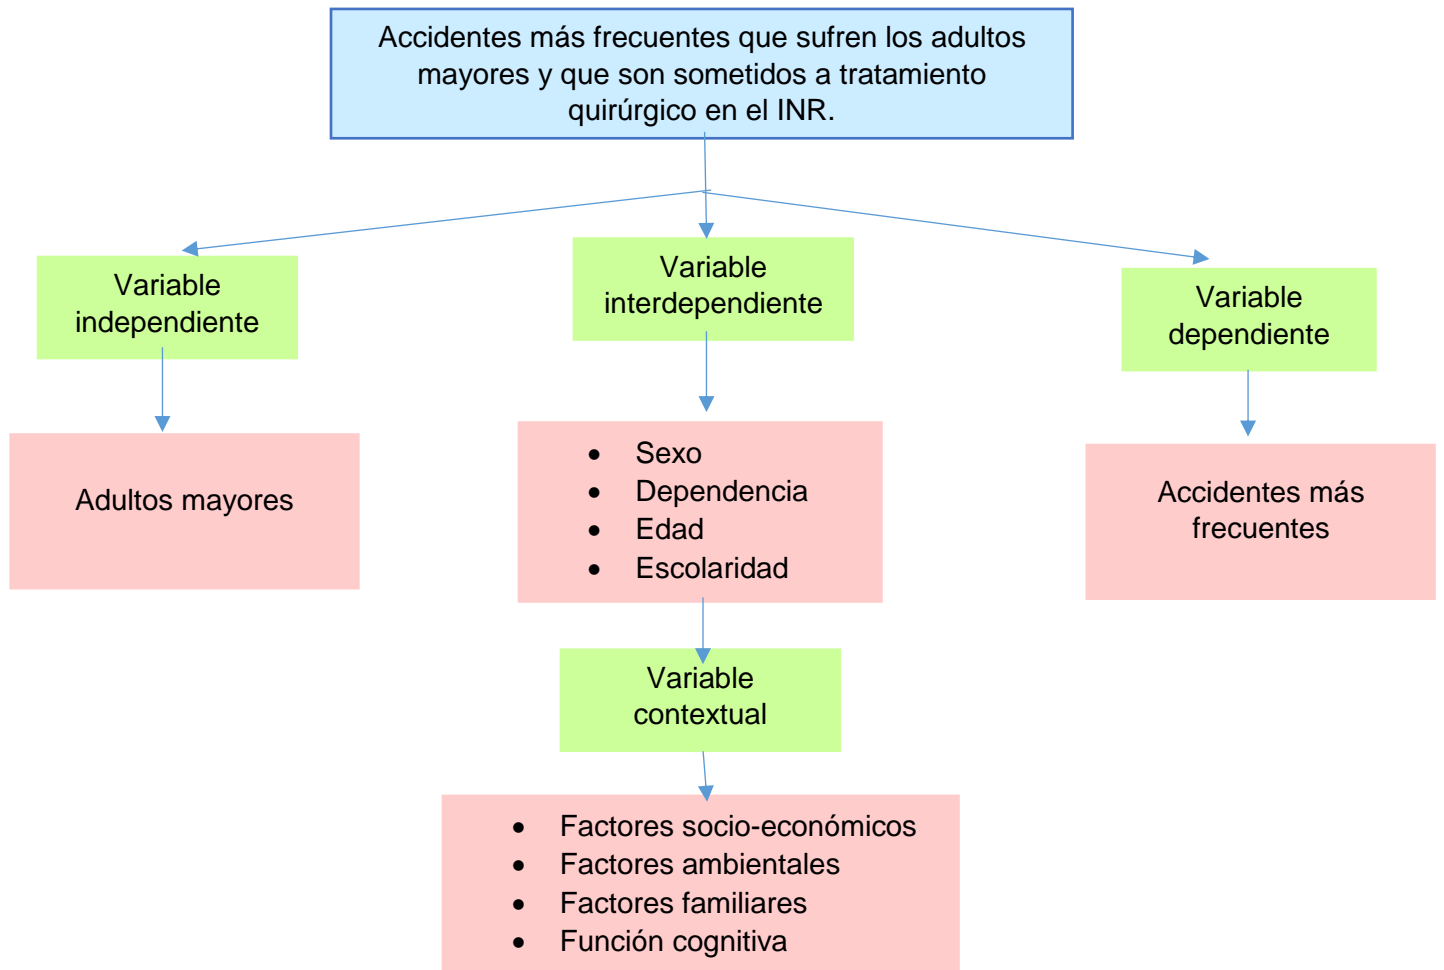 Accidentes más frecuentes que sufren los adultos
mayores y que son sometidos a tratamiento
quirúrgico en el INR.
Variable
independiente
Variable
interdependiente
Variable
dependiente
Adultos mayores
• Sexo
• Dependencia
• Edad
• Escolaridad
Accidentes más
frecuentes
Variable
contextual
• Factores socio-económicos
• Factores ambientales
• Factores familiares
• Función cognitiva